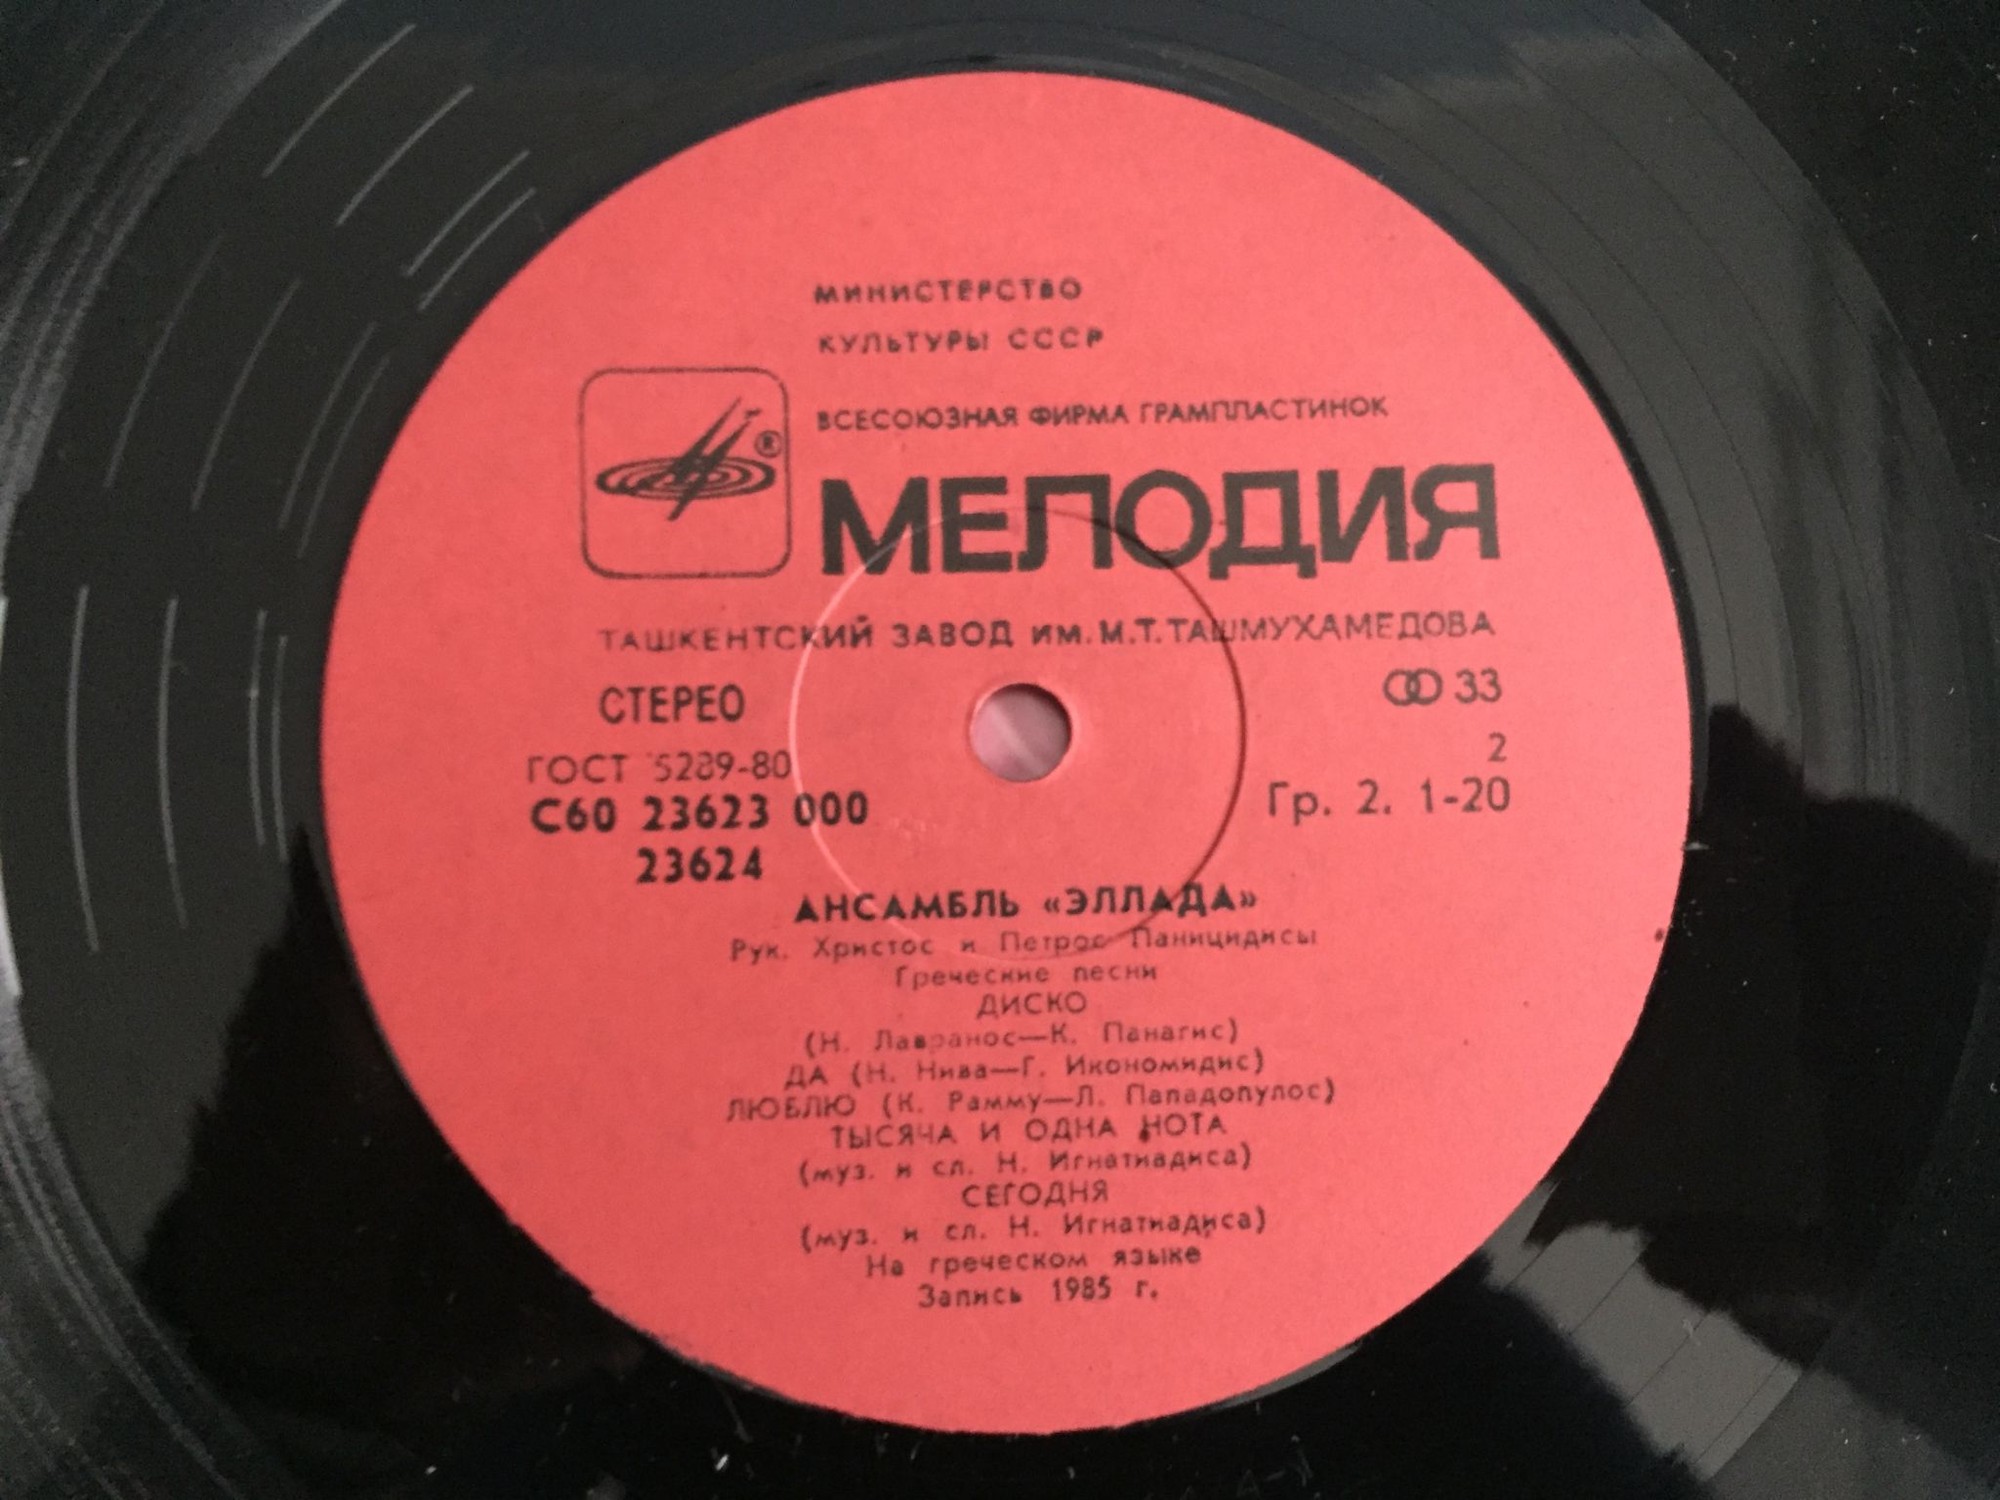 МИНИСТЕРСТВО
КУЛЬТУРЫ СССР
ВСЕСОЮЗНАЯ ФИРМА ГРАМПЛАСТИНОК
®
МЕЛОДИЯ
ТАШКЕНТСКИЙ ЗАВОД ИМ. М. Т. ТАШМУХАМЕДОВА
СТЕРЕО
33
ГОСТ 5289-80
2
С60 23623 000
Гр. 2. 1-20
23624
АНСАМБЛЬ «ЭЛЛАДА»
Рук. Христос и Петрос Паницидисы
Греческие песни
ДИСКО
(Н. Лавранос—К. Панагис)
ДА (Н. Нива—Г. Икономидис)
ЛЮБЛЮ (К. Рамму—Л. Пападопулос)
ТЫСЯЧА И ОДНА НОТА
(муз. и сл. Н. Игнатиадиса)
СЕГОДНЯ
(муз. и сл. Н. Игнатиадиса)
На греческом языке
Запись 1985 г.